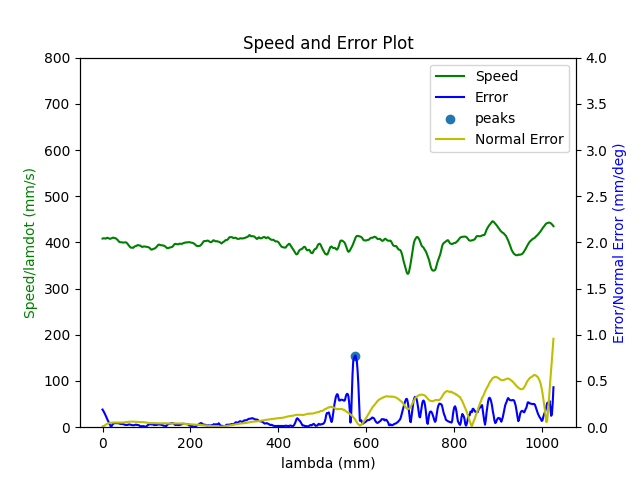 Speed and Error Plot
800
700
600
500
400
300
200
100
0
Speed/lamdot (mm/s)
Speed
Error
peaks
Normal Error
4.0
3.5
3.0
2.5
2.0
1.5
1.0
0.5
0.0
Error/Normal Error (mm/deg)
0 200 400 600 800 1000
lambda (mm)